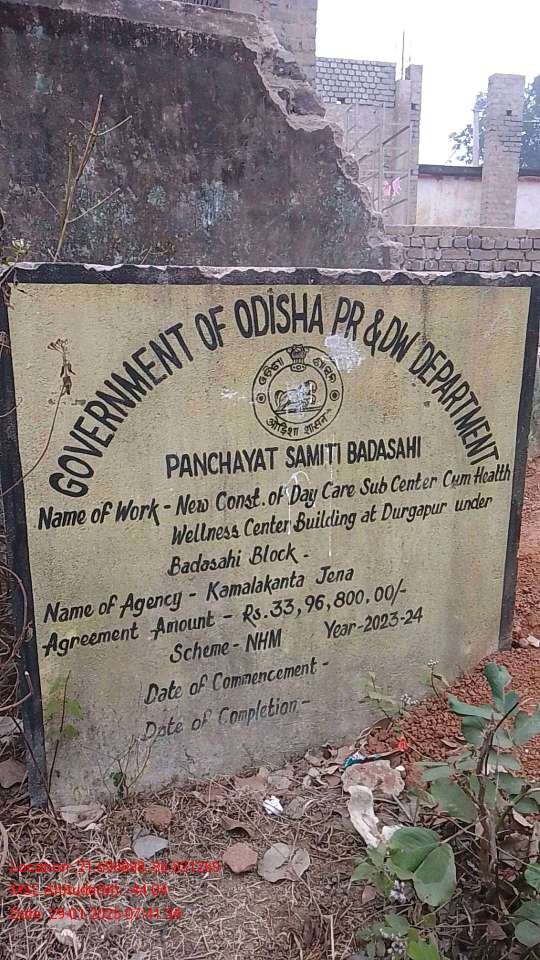 GOVERNMENT OF ODISHA PR & DW DEPARTMENT
ओड़िशा शासन
PANCHAYAT SAMITI BADASAHI
Name of Work - New Const. of Day Care Sub Center Cum Health
Wellness Center Building at Durgapur under
Badasahi Block -
Name of Agency - Kamalakanta Jena
Agreement Amount - Rs.33,96,800.00/-
Scheme - NHM Year-2023-24
Date of Commencement -
Date of Completion -